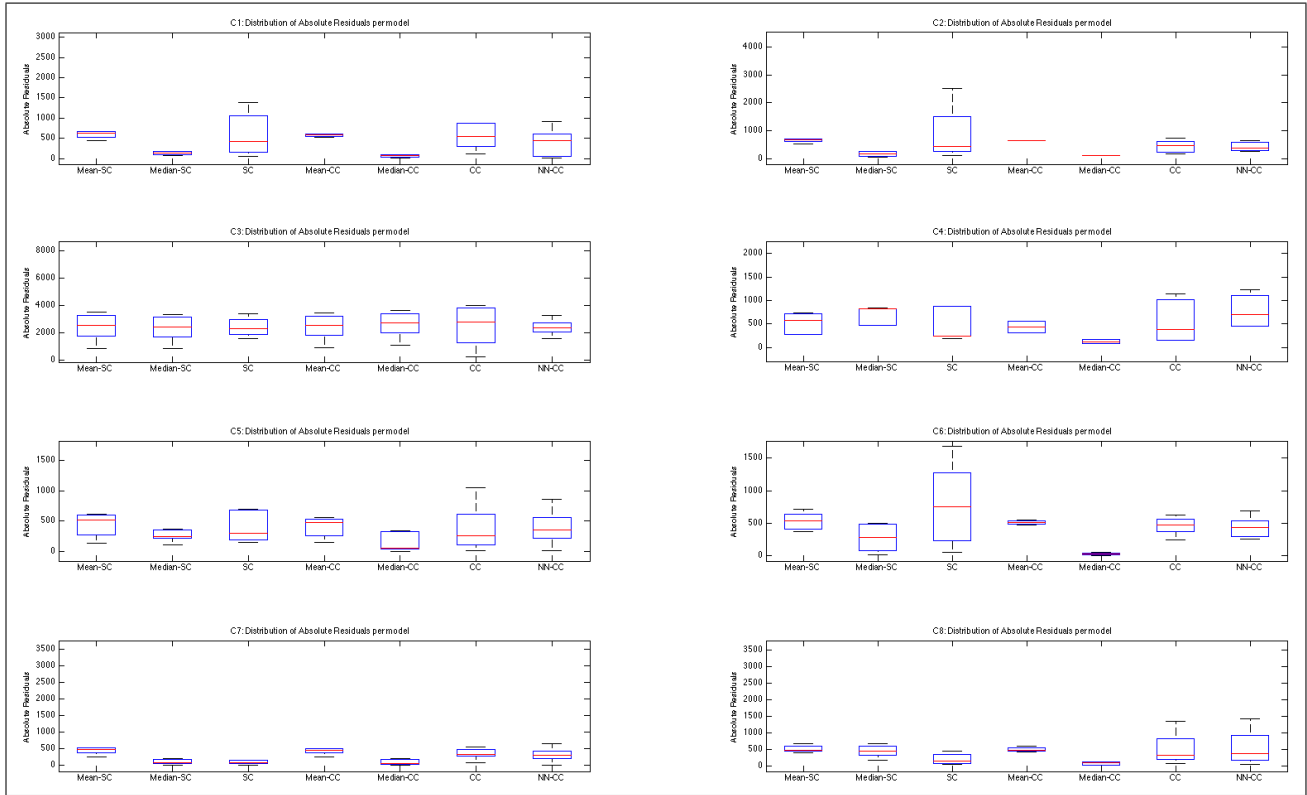 C1: Distribution of Absolute Residuals per model
Absolute Residuals
3000
2500
2000
1500
1000
500
0
Mean-SC Median-SC SC Mean-CC Median-CC CC NN-CC
C2: Distribution of Absolute Residuals per model
Absolute Residuals
4000
3000
2000
1000
0
Mean-SC Median-SC SC Mean-CC Median-CC CC NN-CC
C3: Distribution of Absolute Residuals per model
Absolute Residuals
8000
6000
4000
2000
0
Mean-SC Median-SC SC Mean-CC Median-CC CC NN-CC
C4: Distribution of Absolute Residuals per model
Absolute Residuals
2000
1500
1000
500
0
Mean-SC Median-SC SC Mean-CC Median-CC CC NN-CC
C5: Distribution of Absolute Residuals per model
Absolute Residuals
1500
1000
500
0
Mean-SC Median-SC SC Mean-CC Median-CC CC NN-CC
C6: Distribution of Absolute Residuals per model
Absolute Residuals
1500
1000
500
0
Mean-SC Median-SC SC Mean-CC Median-CC CC NN-CC
C7: Distribution of Absolute Residuals per model
Absolute Residuals
3500
3000
2500
2000
1500
1000
500
0
Mean-SC Median-SC SC Mean-CC Median-CC CC NN-CC
C8: Distribution of Absolute Residuals per model
Absolute Residuals
3500
3000
2500
2000
1500
1000
500
0
Mean-SC Median-SC SC Mean-CC Median-CC CC NN-CC